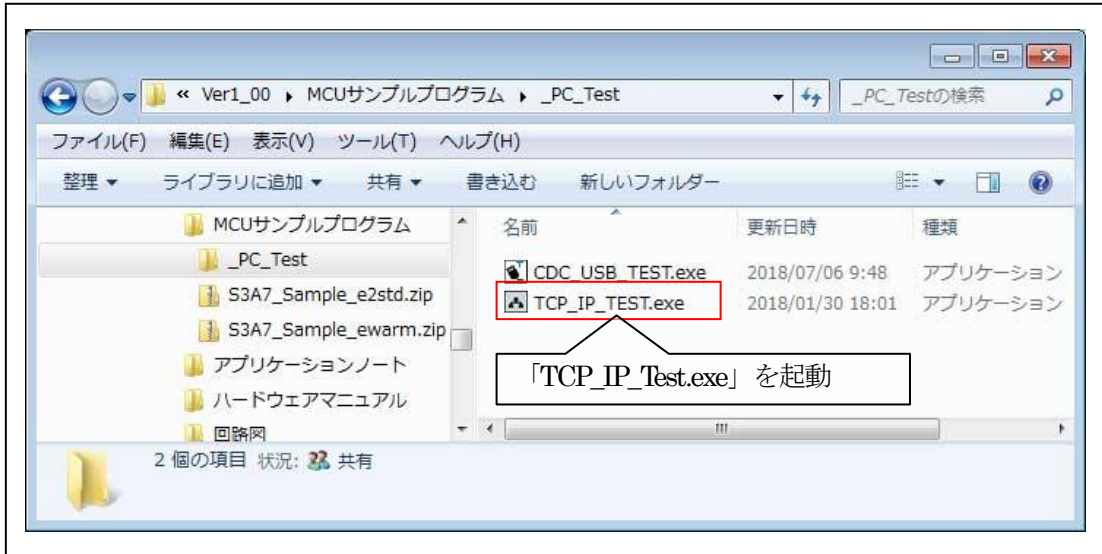 « Ver1_00 ▸ MCUサンプルプログラム ▸ _PC_Test
_PC_Testの検索
ファイル(F) 編集(E) 表示(V) ツール(T) ヘルプ(H)
整理 ▼ ライブラリに追加 ▼ 共有 ▼ 書き込む 新しいフォルダー
MCUサンプルプログラム
_PC_Test
S3A7_Sample_e2std.zip
S3A7_Sample_ewarm.zip
アプリケーションノート
ハードウェアマニュアル
回路図
名前 更新日時 種類
CDC_USB_TEST.exe 2018/07/06 9:48 アプリケーション
TCP_IP_TEST.exe 2018/01/30 18:01 アプリケーション
「TCP_IP_Test.exe」を起動
2 個の項目 状況: 共有